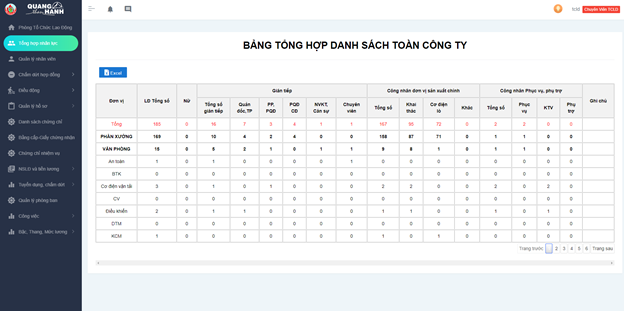 QUANG HANH
Phòng Tổ Chức Lao Động
Tổng hợp nhân lực
Quản lý nhân viên
Chấm dứt hợp đồng
Điều động
Quản lý hồ sơ
Danh sách chứng chỉ
Đẳng cấp Giấy chứng nhận
Chứng chỉ nhiệm vụ
NSLD và tiền lương
Tuyển dụng, chấm dứt
Quản lý phòng ban
Công việc
Bậc, Thang, Mức lương
tcld Chuyên Viên TCLD
BẢNG TỔNG HỢP DANH SÁCH TOÀN CÔNG TY
Excel
Đơn vị LĐ Tổng số Nữ Gián tiếp Công nhân đơn vị sản xuất chính Công nhân Phục vụ, phụ trợ Ghi chú
Tổng số gián tiếp Quản đốc,TP PP, PQĐ PQĐ CĐ NVKT, Cán sự Chuyên viên Tổng số Khai thác Cơ điện lò Khác Tổng số Phục vụ KTV Phụ trợ
Tổng 185 0 16 7 3 4 1 1 167 95 72 0 2 2 0 0
PHÂN XƯỞNG 169 0 10 4 2 4 0 0 158 87 71 0 1 1 0 0
VĂN PHÒNG 15 0 5 2 1 0 1 1 9 8 1 0 1 1 0 0
An toàn 1 0 1 0 0 0 0 1 0 0 0 0 0 0 0 0
BTK 0 0 0 0 0 0 0 0 0 0 0 0 0 0 0 0
Cơ điện vận tải 3 0 1 0 1 0 0 0 2 2 0 0 2 0 2 0
CV 0 0 0 0 0 0 0 0 0 0 0 0 0 0 0 0
Điều khiển 2 0 1 1 0 0 0 0 1 1 0 0 1 0 1 0
DTM 0 0 0 0 0 0 0 0 0 0 0 0 0 0 0 0
KCM 1 0 0 0 0 0 0 0 1 0 1 0 0 0 0 0
Trang trước 1 2 3 4 5 6 Trang sau